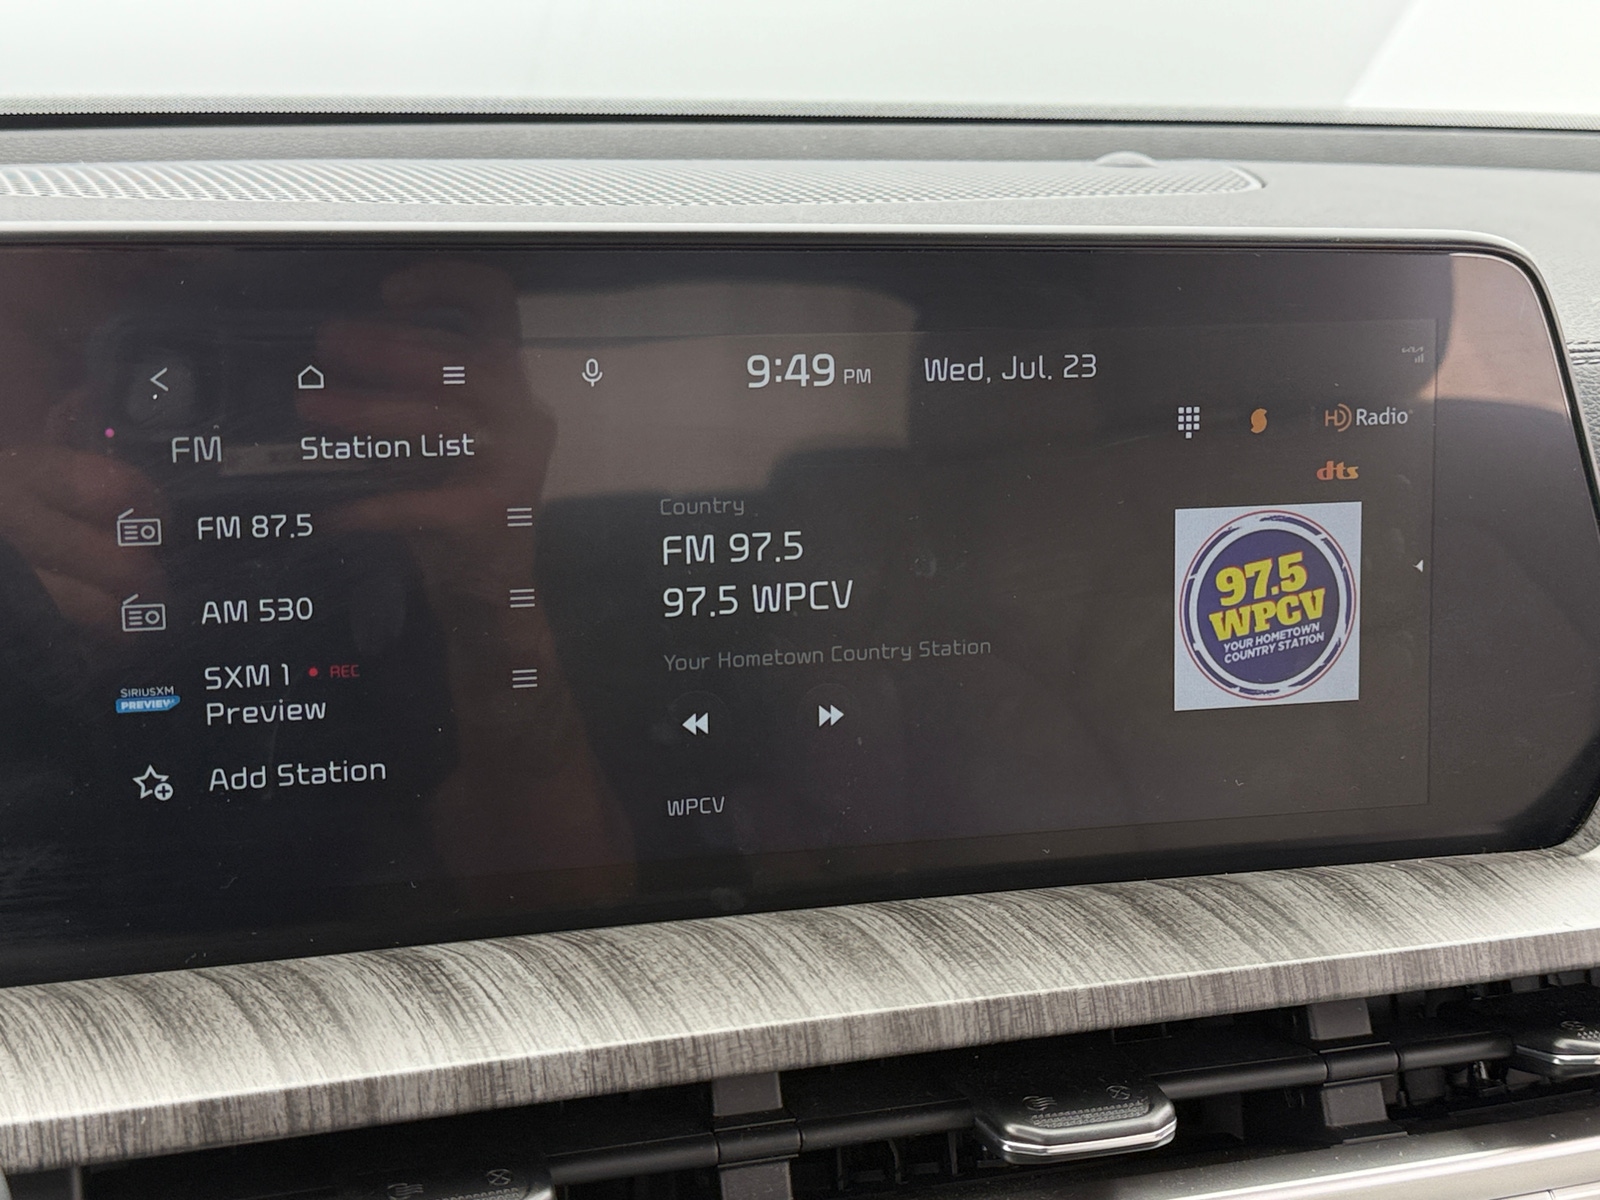 9:49 PM Wed, Jul. 23
FM Station List
HD Radio
dts
FM 87.5
AM 530
SXM 1 REC
SIRIUSXM
PREVIEW
Preview
Add Station
Country
FM 97.5
97.5 WPCV
Your Hometown Country Station
WPCV
97.5
WPCV
YOUR HOMETOWN
COUNTRY STATION